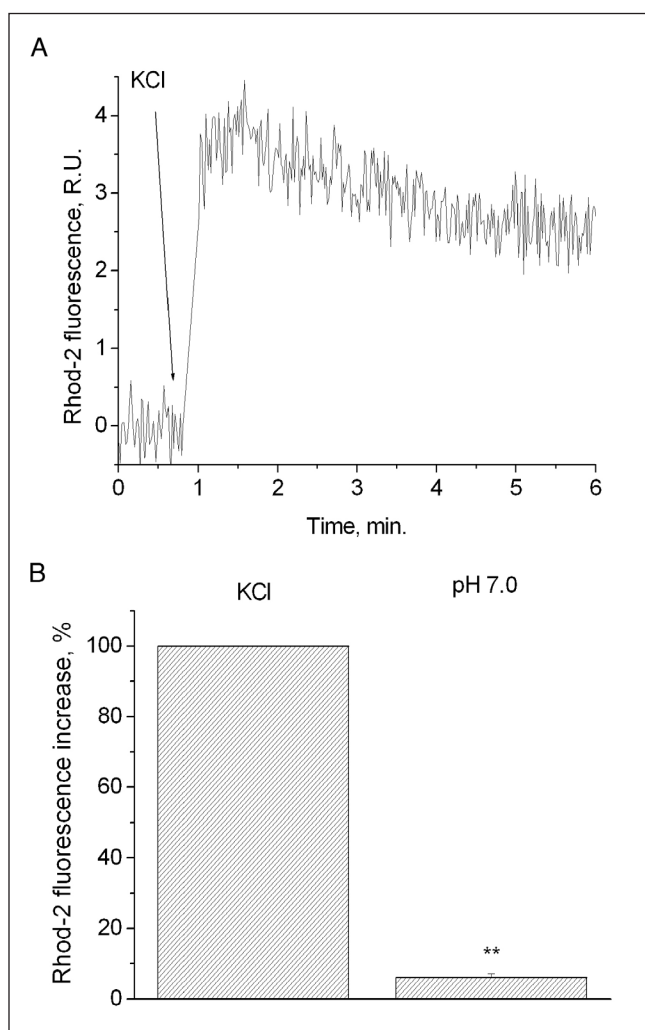 A
KCl
4
3
2
1
0
Rhod-2 fluorescence, R.U.
0 1 2 3 4 5 6
Time, min.
B
KCl pH 7.0
100
80
60
40
20
0
Rhod-2 fluorescence increase, %
**